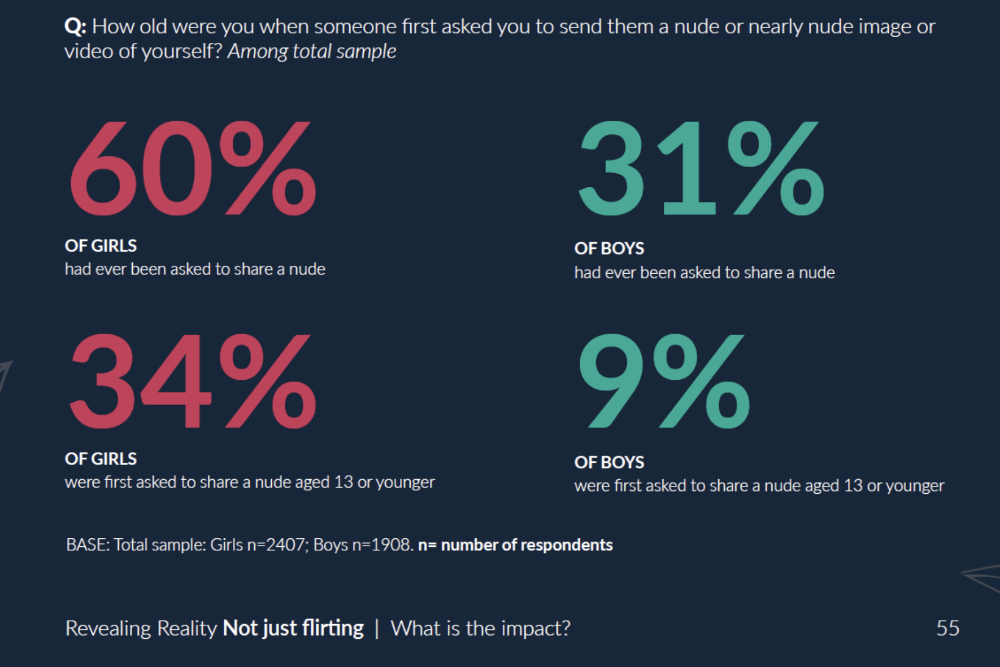 Q: How old were you when someone first asked you to send them a nude or nearly nude image or
video of yourself? Among total sample
60%
OF GIRLS
had ever been asked to share a nude
31%
OF BOYS
had ever been asked to share a nude
34%
OF GIRLS
were first asked to share a nude aged 13 or younger
9%
OF BOYS
were first asked to share a nude aged 13 or younger
BASE: Total sample: Girls n=2407; Boys n=1908. n= number of respondents
Revealing Reality Not just flirting | What is the impact?
55